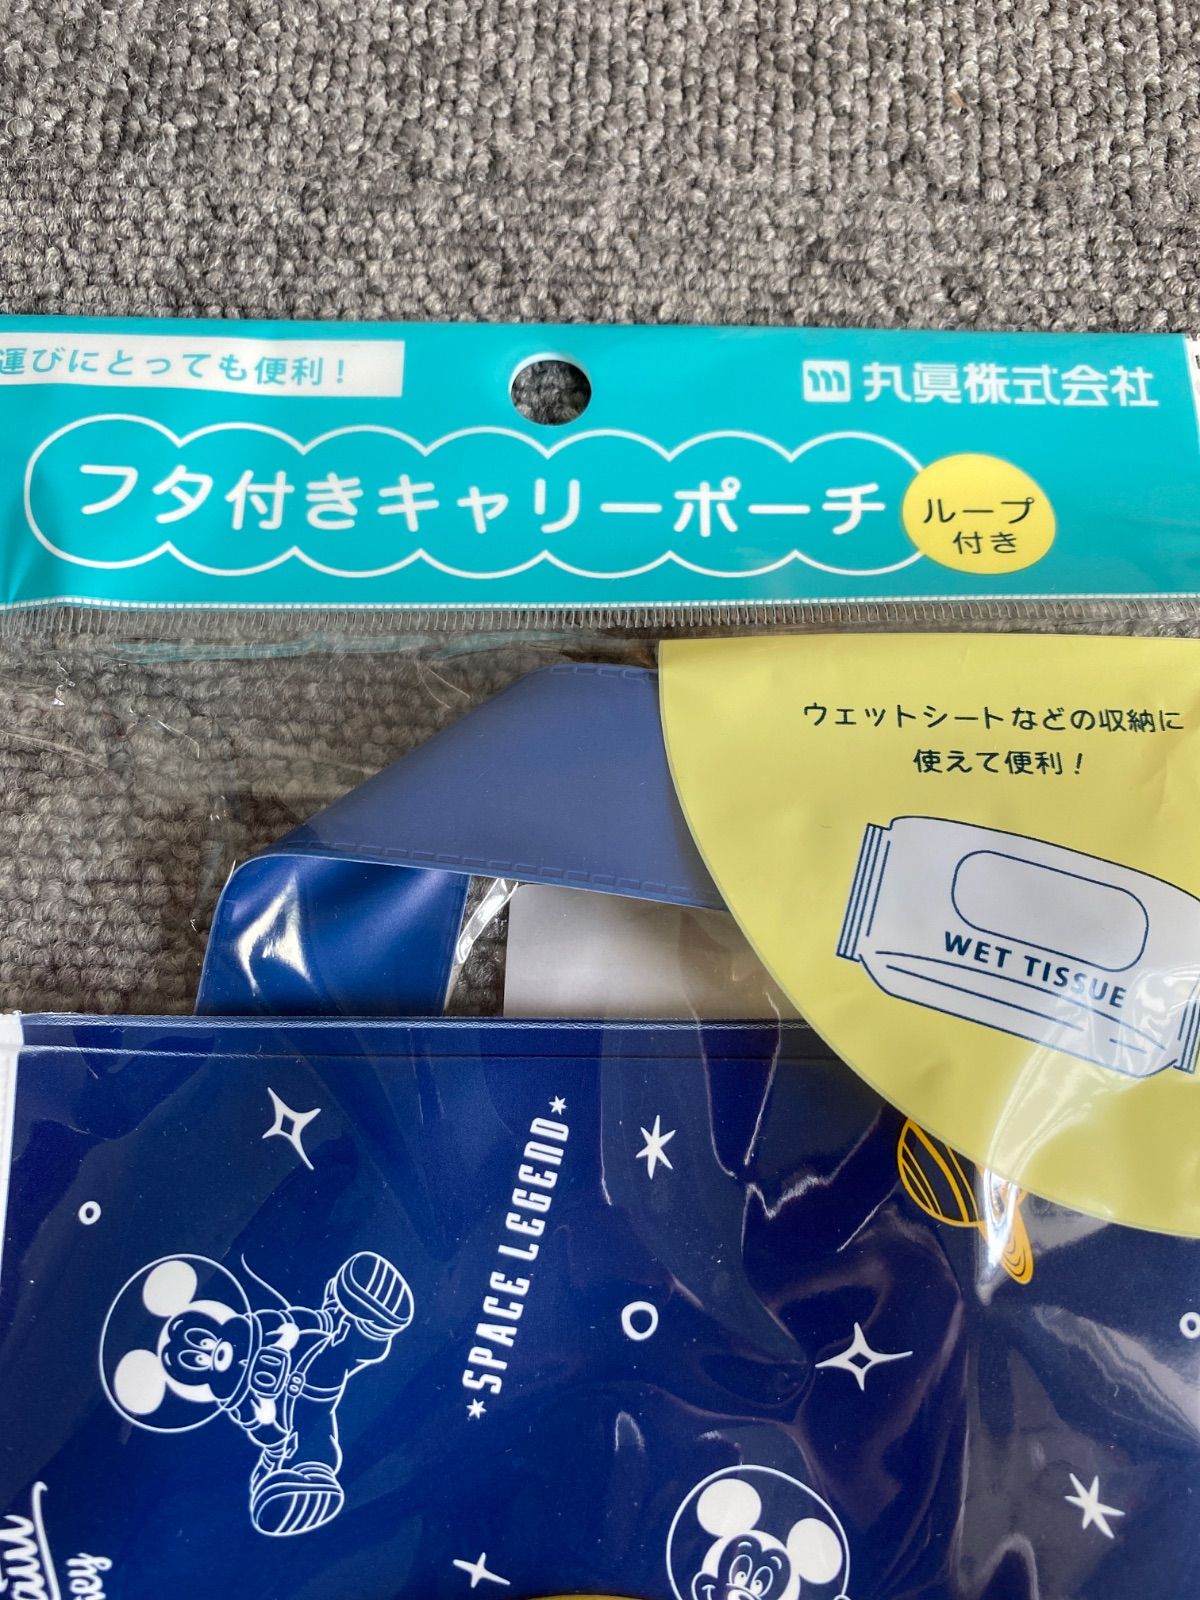 運びにとっても便利！
丸眞株式会社
フタ付きキャリーポーチ
ループ
付き
ウェットシートなどの収納に
使えて便利！
WET TISSUE
SPACE LEGEND